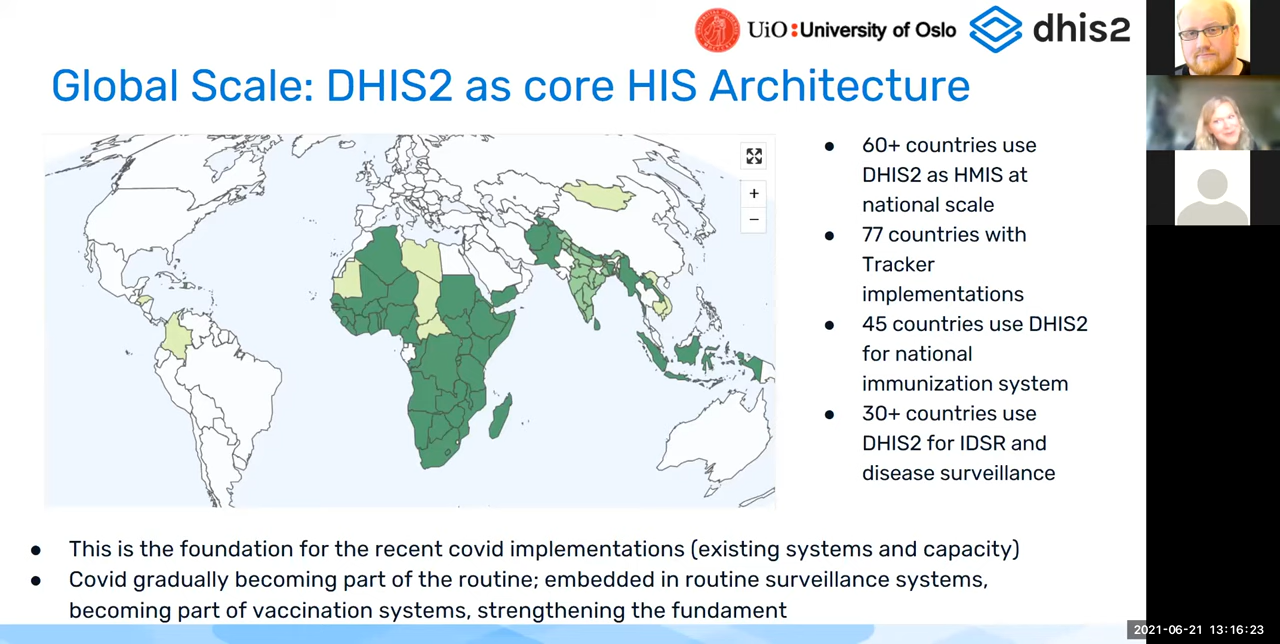 UiO : University of Oslo dhis2
Global Scale: DHIS2 as core HIS Architecture
● 60+ countries use
DHIS2 as HMIS at
national scale
● 77 countries with
Tracker
implementations
● 45 countries use DHIS2
for national
immunization system
● 30+ countries use
DHIS2 for IDSR and
disease surveillance
+
−
● This is the foundation for the recent covid implementations (existing systems and capacity)
● Covid gradually becoming part of the routine; embedded in routine surveillance systems,
becoming part of vaccination systems, strengthening the fundament
2021-06-21 13:16:23